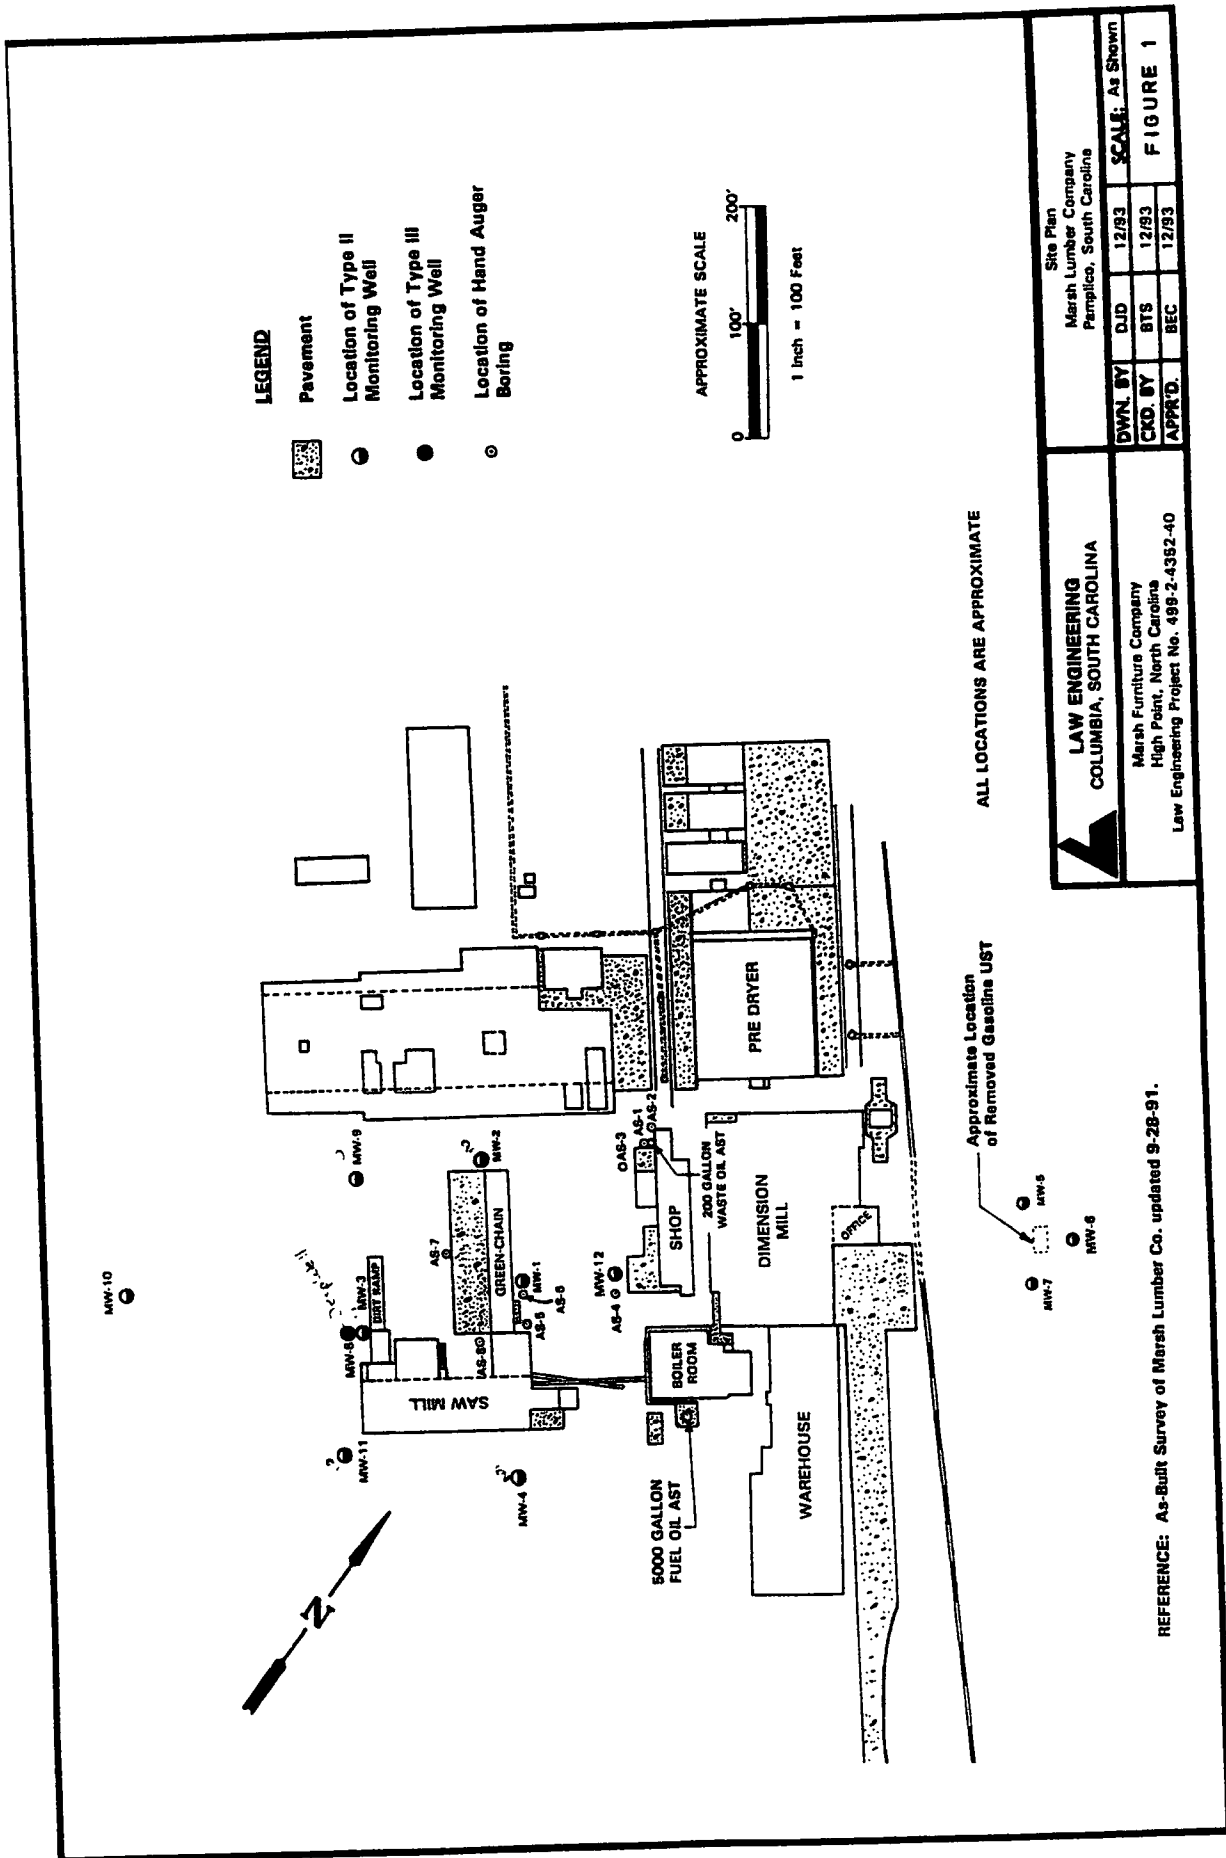 MW-10
MW-9
MW-2
MW-3
MW-8
DIRT RAMP
MW-11
MW-4
AS-7
GREEN-CHAIN
AS-8
SAW MILL
MW-1
AS-5
AS-6
MW-12
AS-4
AS-3
AS-1
AS-2
SHOP
200 GALLON
WASTE OIL AST
BOILER
ROOM
5000 GALLON
FUEL OIL AST
DIMENSION
MILL
OFFICE
WAREHOUSE
PRE DRYER
N
Approximate Location
of Removed Gasoline UST
MW-5
MW-6
MW-7
LEGEND
Pavement
Location of Type II
Monitoring Well
Location of Type III
Monitoring Well
Location of Hand Auger
Boring
APPROXIMATE SCALE
0 100' 200'
1 Inch = 100 Feet
ALL LOCATIONS ARE APPROXIMATE
REFERENCE: As-Built Survey of Marsh Lumber Co. updated 9-28-91.
LAW ENGINEERING
COLUMBIA, SOUTH CAROLINA
Marsh Furniture Company
High Point, North Carolina
Law Engineering Project No. 499-2-4352-40
Site Plan
Marsh Lumber Company
Pamplico, South Carolina
DWN. BY DJD 12/93 SCALE: As Shown
CKD. BY BTS 12/93
APPR'D. BEC 12/93
FIGURE 1